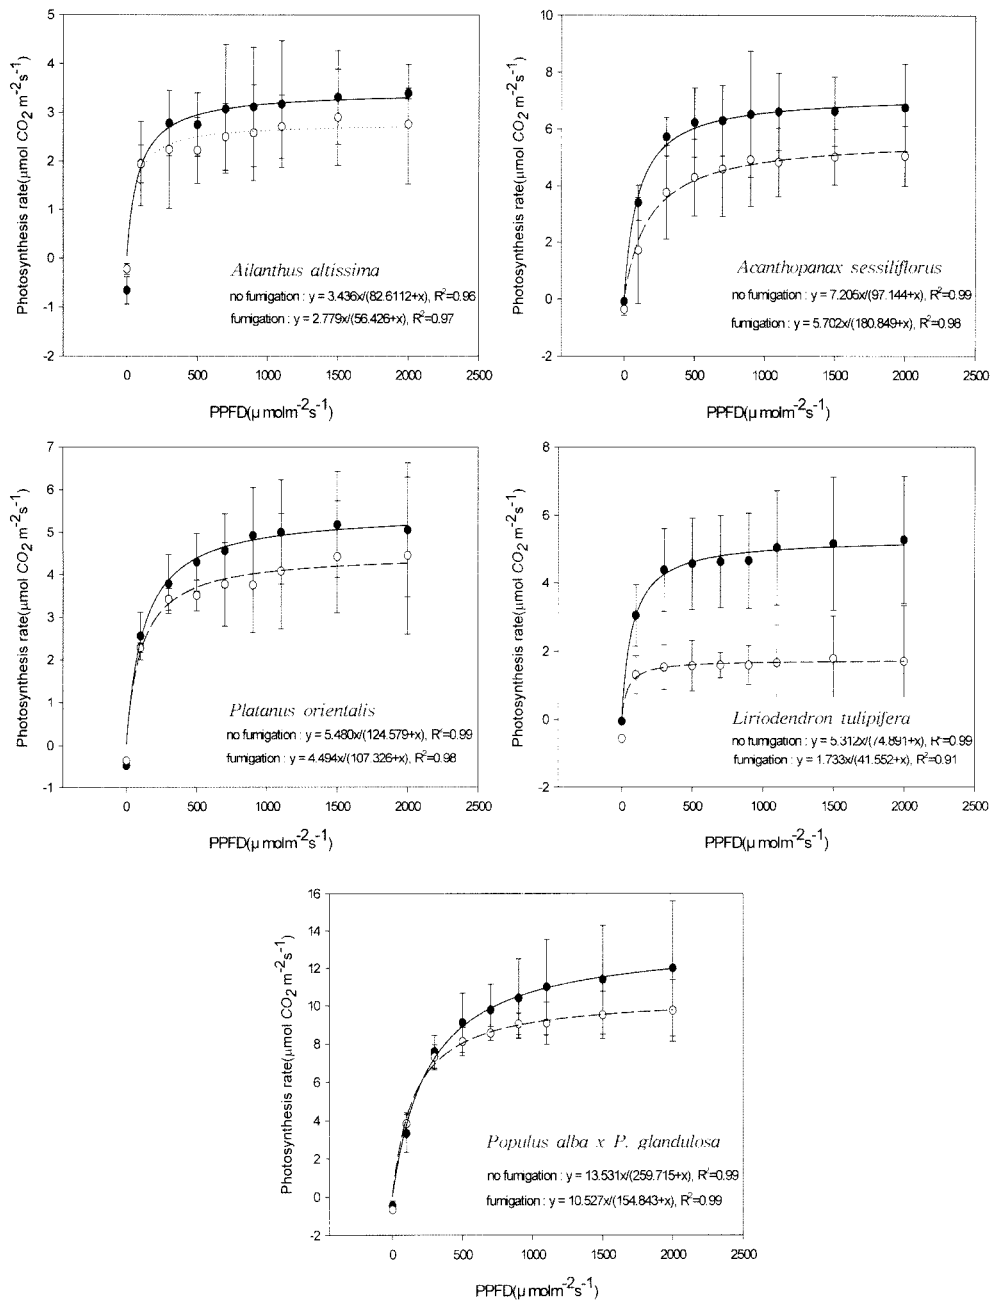 5
4
3
2
1
0
-1
-2
Photosynthesis rate(μmol CO2 m-2s-1)
Ailanthus altissima
no fumigation : y = 3.436x/(82.6112+x), R2=0.96
fumigation : y = 2.779x/(56.426+x), R2=0.97
0 500 1000 1500 2000 2500
PPFD(μ molm-2s-1)
10
8
6
4
2
0
-2
Photosynthesis rate(μmol CO2 m-2s-1)
Acanthopanax sessiliflorus
no fumigation : y = 7.205x/(97.144+x), R2=0.99
fumigation : y = 5.702x/(180.849+x), R2=0.98
0 500 1000 1500 2000 2500
PPFD(μ molm-2s-1)
7
6
5
4
3
2
1
0
-1
Photosynthesis rate(μmol CO2 m-2s-1)
Platanus orientalis
no fumigation : y = 5.480x/(124.579+x), R2=0.99
fumigation : y = 4.494x/(107.326+x), R2=0.98
0 500 1000 1500 2000 2500
PPFD(μ molm-2s-1)
8
6
4
2
0
-2
Photosynthesis rate(μmol CO2 m-2s-1)
Liriodendron tulipifera
no fumigation : y = 5.312x/(74.891+x), R2=0.99
fumigation : y = 1.733x/(41.552+x), R2=0.91
0 500 1000 1500 2000 2500
PPFD(μ molm-2s-1)
16
14
12
10
8
6
4
2
0
-2
Photosynthesis rate(μmol CO2 m-2s-1)
Populus alba x P. glandulosa
no fumigation : y = 13.531x/(259.715+x), R2=0.99
fumigation : y = 10.527x/(154.843+x), R2=0.99
0 500 1000 1500 2000 2500
PPFD(μ molm-2s-1)